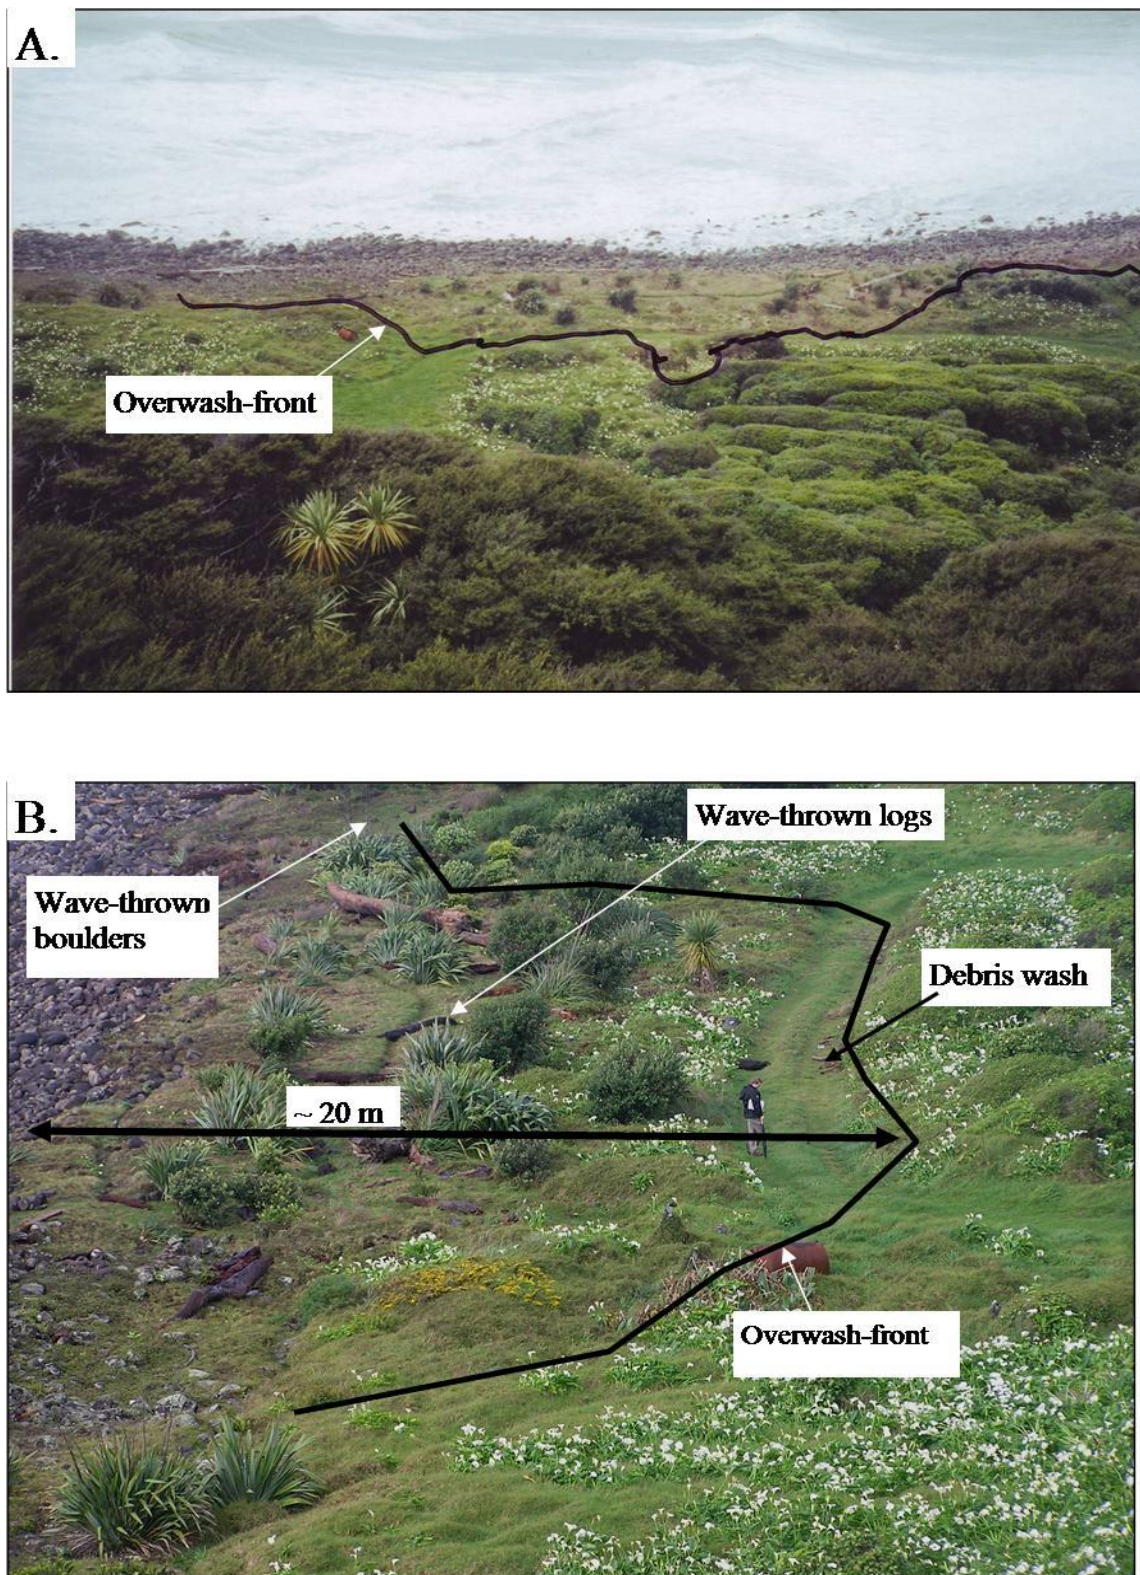 A.
Overwash-front
B.
Wave-thrown logs
Wave-thrown
boulders
Debris wash
~ 20 m
Overwash-front